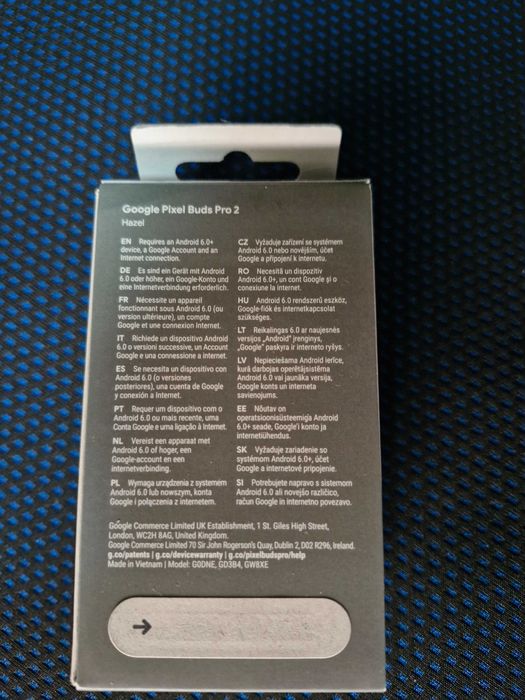 Google Pixel Buds Pro 2
Hazel
EN Requires an Android 6.0+
device, a Google Account and an
Internet connection.
DE Es sind ein Gerät mit Android
6.0 oder höher, ein Google-Konto und
eine Internetverbindung erforderlich.
FR Nécessite un appareil
fonctionnant sous Android 6.0 (ou
version ultérieure), un compte
Google et une connexion Internet.
IT Richiede un dispositivo Android
6.0 o versioni successive, un Account
Google e una connessione a internet.
ES Se necesita un dispositivo con
Android 6.0 (o versiones
posteriores), una cuenta de Google
y conexión a Internet.
PT Requer um dispositivo com o
Android 6.0 ou mais recente, uma
Conta Google e uma ligação à Internet.
NL Vereist een apparaat met
Android 6.0 of hoger, een
Google-account en een
internetverbinding.
PL Wymaga urządzenia z systemem
Android 6.0 lub nowszym, konta
Google i połączenia z internetem.
CZ Vyžaduje zařízení se systémem
Android 6.0 nebo novějším, účet
Google a připojení k internetu.
RO Necesită un dispozitiv
Android 6.0+, un cont Google și o
conexiune la internet.
HU Android 6.0 rendszerű eszköz,
Google-fiók és internetkapcsolat
szükséges.
LT Reikalingas 6.0 ar naujesnės
versijos „Android" įrenginys,
„Google" paskyra ir interneto ryšys.
LV Nepieciešama Android ierīce,
kurā darbojas operētājsistēma
Android 6.0 vai jaunāka versija,
Google konts un interneta
savienojums.
EE Nõutav on
operatsioonisüsteemiga Android
6.0+ seade, Google'i konto ja
internetiühendus.
SK Vyžaduje zariadenie so
systémom Android 6.0+, účet
Google a internetové pripojenie.
SI Potrebujete napravo s sistemom
Android 6.0 ali novejšo različico,
račun Google in internetno povezavo.
Google Commerce Limited UK Establishment, 1 St. Giles High Street,
London, WC2H 8AG, United Kingdom.
Google Commerce Limited 70 Sir John Rogerson's Quay, Dublin 2, D02 R296, Ireland.
g.co/patents | g.co/devicewarranty | g.co/pixelbudspro/help
Made in Vietnam | Model: G0DNE, GD3B4, GW8XE